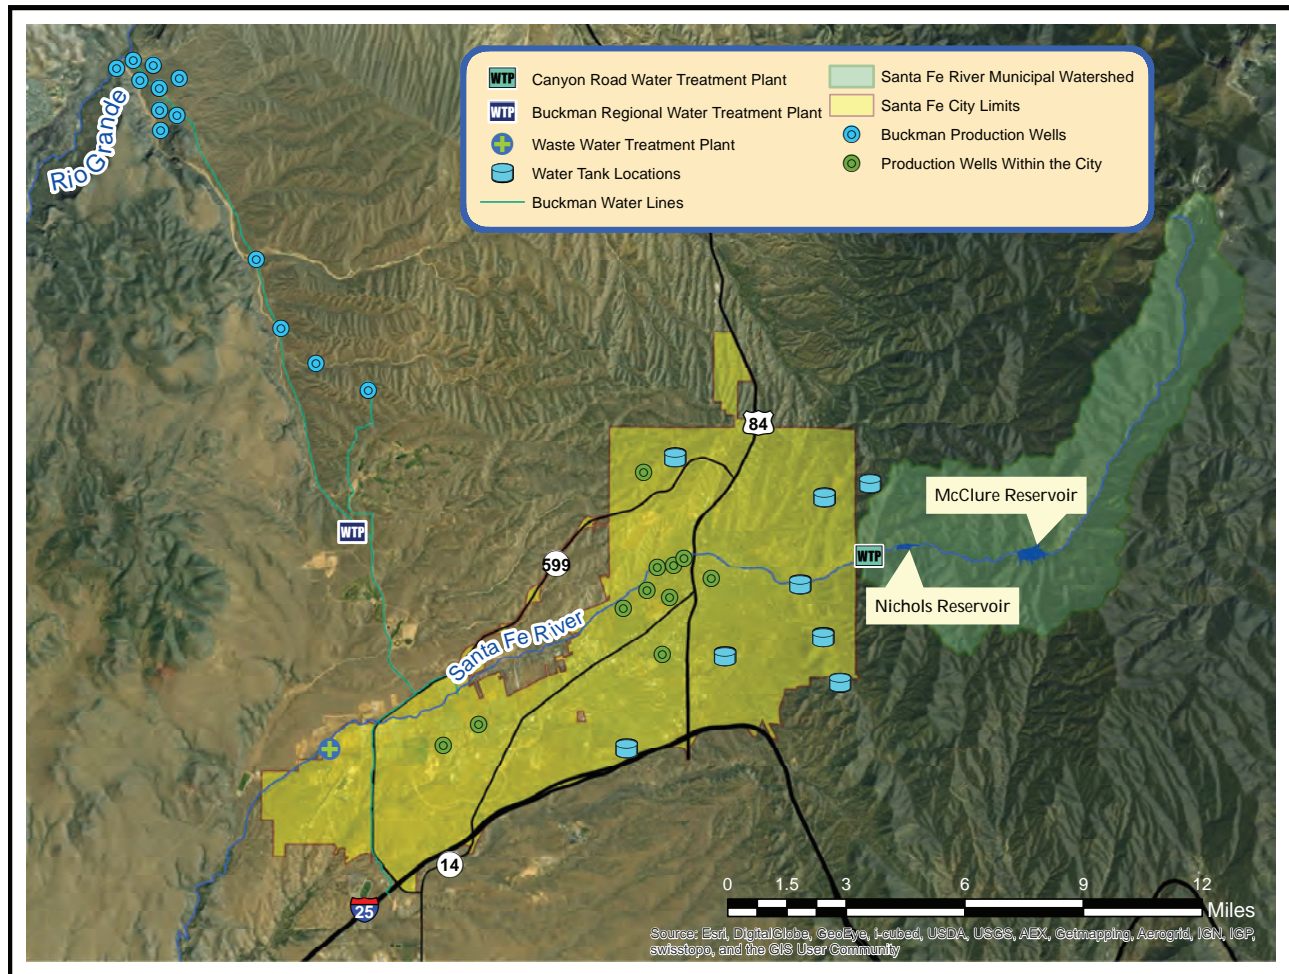 WTP Canyon Road Water Treatment Plant
WTP Buckman Regional Water Treatment Plant
Waste Water Treatment Plant
Water Tank Locations
Buckman Water Lines
Santa Fe River Municipal Watershed
Santa Fe City Limits
Buckman Production Wells
Production Wells Within the City
Rio Grande
84
McClure Reservoir
WTP
WTP
599
Nichols Reservoir
Santa Fe River
14
25
0 1.5 3 6 9 12
Miles
Source: Esri, DigitalGlobe, GeoEye, i-cubed, USDA, USGS, AEX, Getmapping, Aerogrid, IGN, IGP,
swisstopo, and the GIS User Community